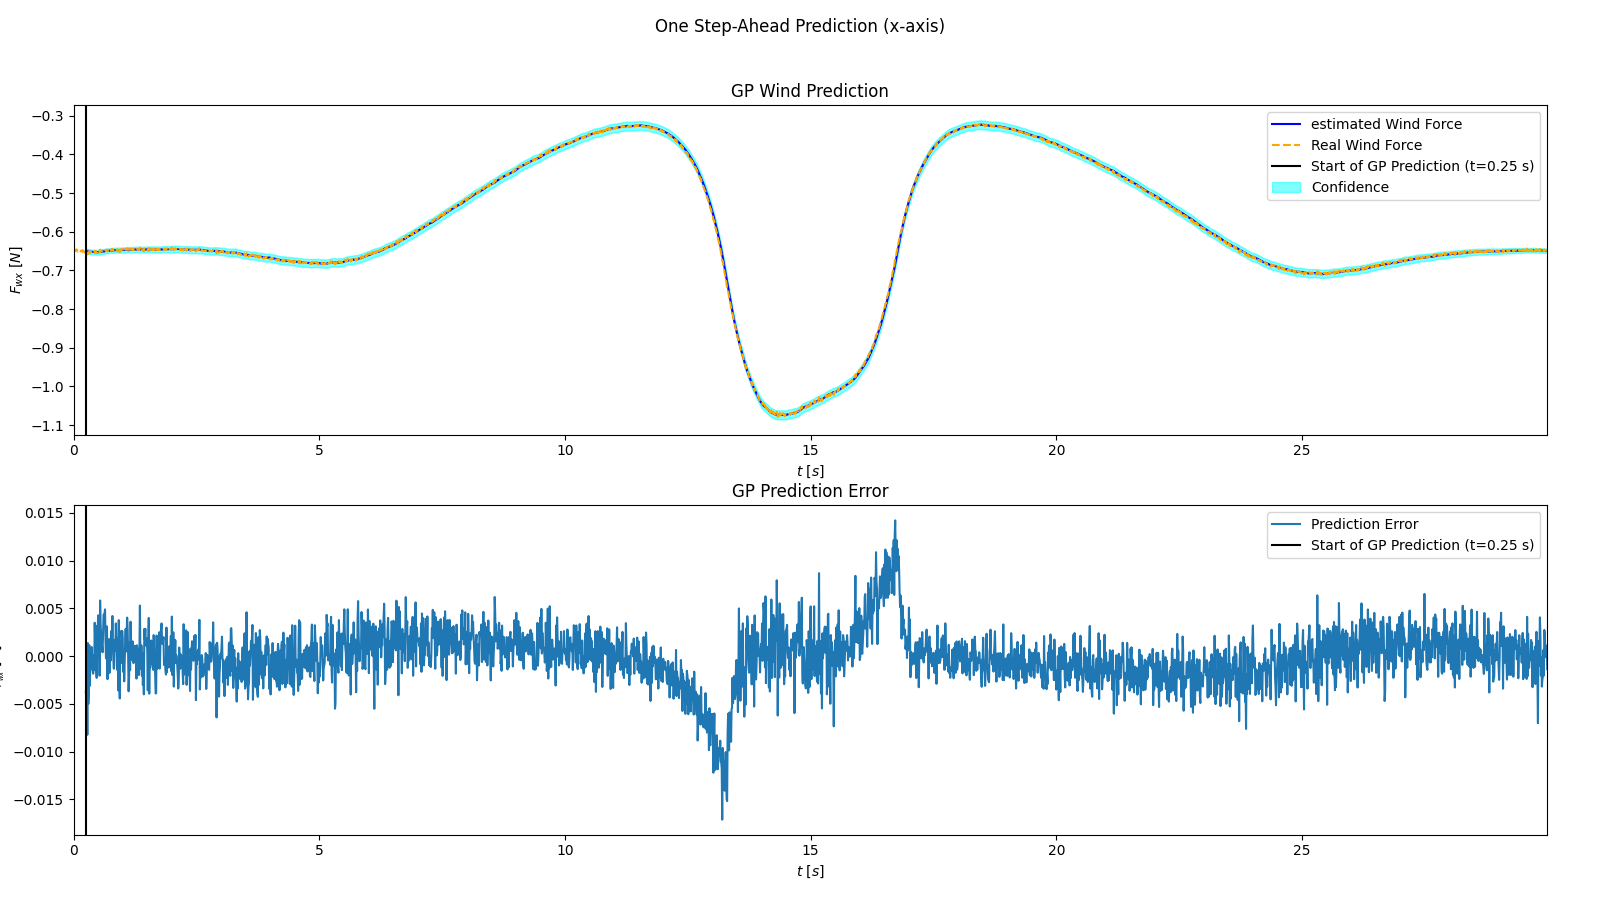 One Step-Ahead Prediction (x-axis)
GP Wind Prediction
−0.3
−0.4
−0.5
−0.6
−0.7
−0.8
−0.9
−1.0
−1.1
F_wx [N]
estimated Wind Force
Real Wind Force
Start of GP Prediction (t=0.25 s)
Confidence
0 5 10 15 20 25
t [s]
GP Prediction Error
0.015
0.010
0.005
0.000
−0.005
−0.010
−0.015
Prediction Error
Start of GP Prediction (t=0.25 s)
0 5 10 15 20 25
t [s]